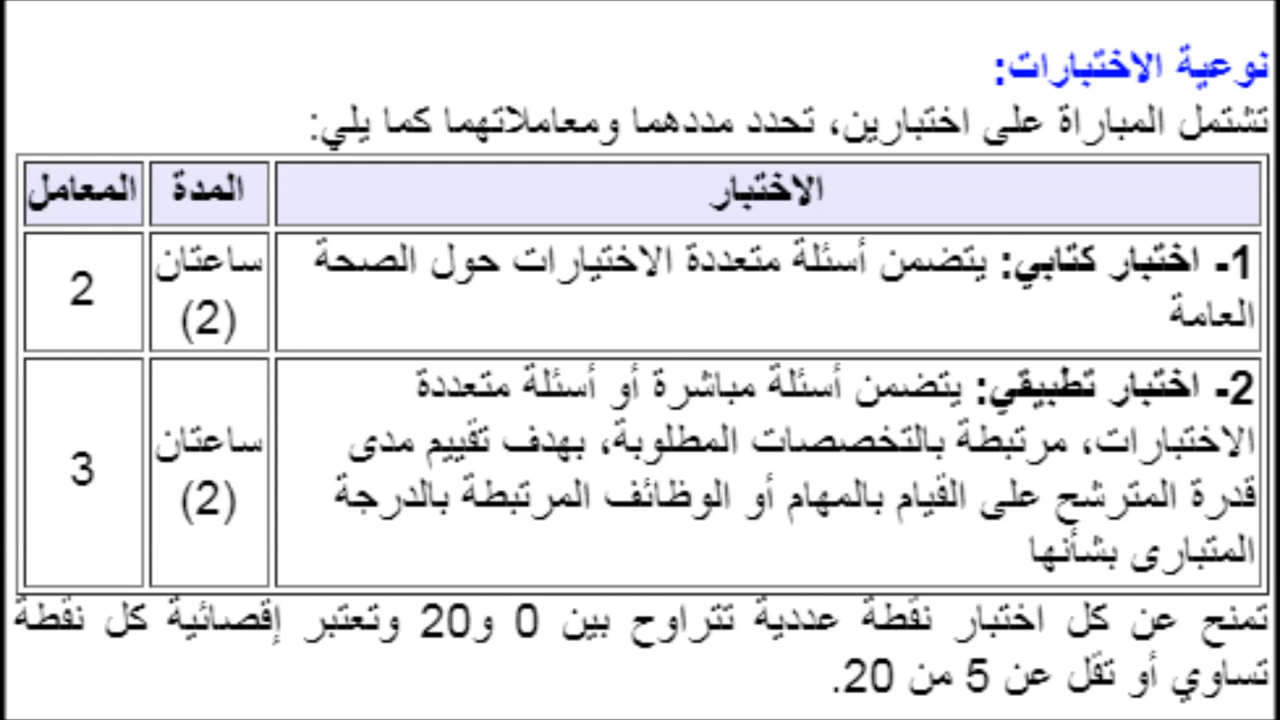 نوعية الاختبارات:
تشتمل المباراة على اختبارين، تحدد مددهما ومعاملاتهما كما يلي:
الاختبار المدة المعامل
1- اختبار كتابي: يتضمن أسئلة متعددة الاختيارات حول الصحة
العامة
ساعتان
(2)
2
2- اختبار تطبيقي: يتضمن أسئلة مباشرة أو أسئلة متعددة
الاختبارات، مرتبطة بالتخصصات المطلوبة، بهدف تقييم مدى
قدرة المترشح على القيام بالمهام أو الوظائف المرتبطة بالدرجة
المتبارى بشأنها
ساعتان
(2)
3
تمنح عن كل اختبار نقطة عددية تتراوح بين 0 و20 وتعتبر إقصائية كل نقطة
تساوي أو تقل عن 5 من 20.